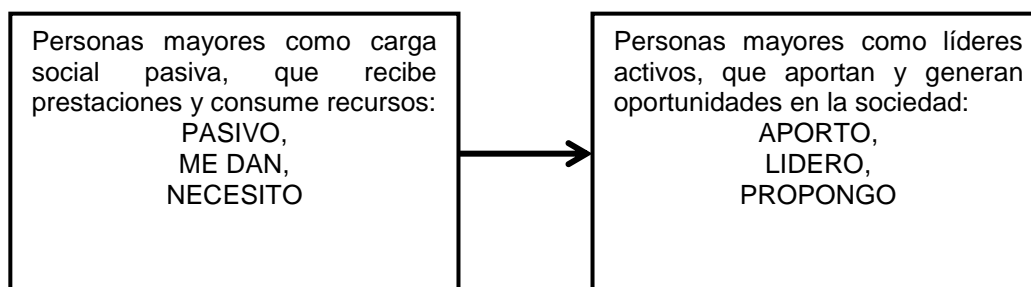 Personas mayores como carga
social pasiva, que recibe
prestaciones y consume recursos:
PASIVO,
ME DAN,
NECESITO
Personas mayores como líderes
activos, que aportan y generan
oportunidades en la sociedad:
APORTO,
LIDERO,
PROPONGO